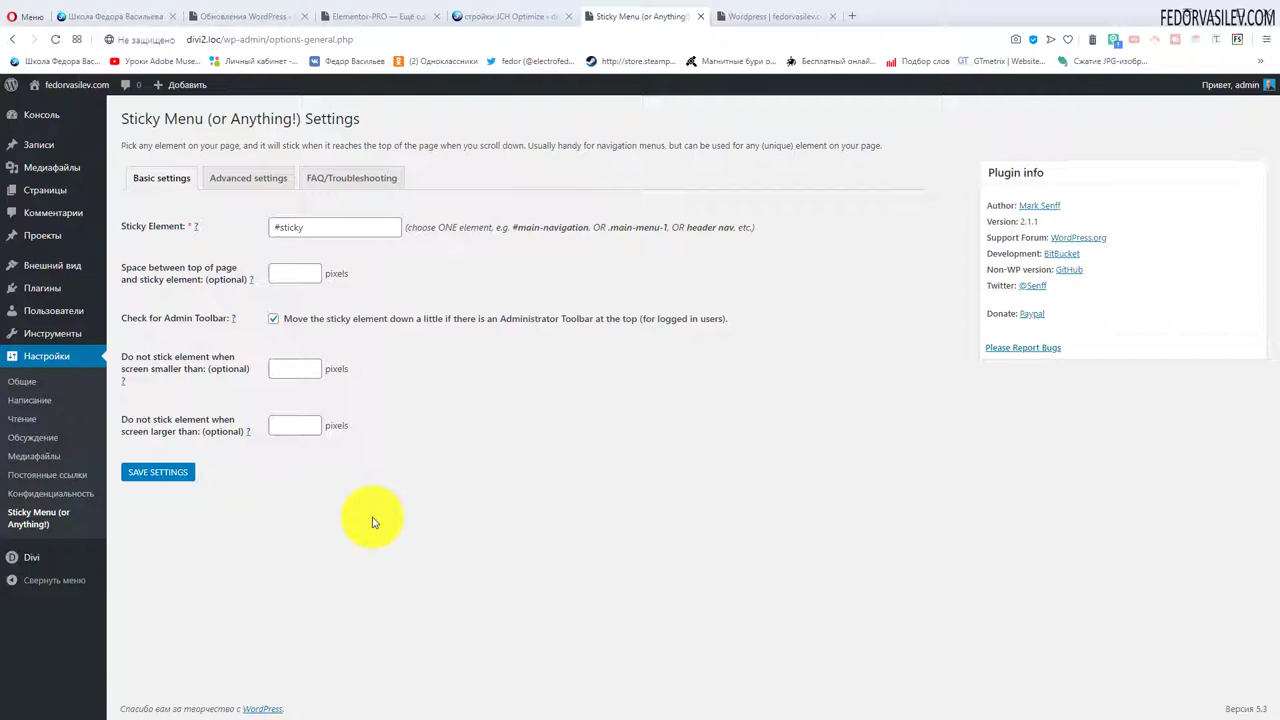 FEDORVASILEV.COM
Меню
Школа Федора Васильева
Обновления WordPress
Elementor-PRO — Ещё од
стройки JCH Optimize
Sticky Menu (or Anything!)
Wordpress | fedorvasilev.co
Не защищено
divi2.loc/wp-admin/options-general.php
Школа Федора Вас...
Уроки Adobe Muse...
Личный кабинет -...
Федор Васильев
(2) Одноклассники
fedor (@electrofed...
http://store.steamp...
Магнитные бури о...
Бесплатный онлай...
Подбор слов
GTmetrix | Website...
Сжатие JPG-изобр...
fedorvasilev.com
0
Добавить
Привет, admin
Консоль
Записи
Медиафайлы
Страницы
Комментарии
Проекты
Внешний вид
Плагины
Пользователи
Инструменты
Настройки
Общие
Написание
Чтение
Обсуждение
Медиафайлы
Постоянные ссылки
Конфиденциальность
Sticky Menu (or
Anything!)
Divi
Свернуть меню
Sticky Menu (or Anything!) Settings
Pick any element on your page, and it will stick when it reaches the top of the page when you scroll down. Usually handy for navigation menus, but can be used for any (unique) element on your page.
Basic settings
Advanced settings
FAQ/Troubleshooting
Sticky Element: * ?
#sticky
(choose ONE element, e.g. #main-navigation, OR .main-menu-1, OR header nav, etc.)
Space between top of page
and sticky element: (optional) ?
pixels
Check for Admin Toolbar: ?
Move the sticky element down a little if there is an Administrator Toolbar at the top (for logged in users).
Do not stick element when
screen smaller than: (optional)
?
pixels
Do not stick element when
screen larger than: (optional) ?
pixels
SAVE SETTINGS
Plugin info
Author: Mark Senff
Version: 2.1.1
Support Forum: WordPress.org
Development: BitBucket
Non-WP version: GitHub
Twitter: @Senff
Donate: Paypal
Please Report Bugs
Спасибо вам за творчество с WordPress.
Версия 5.3